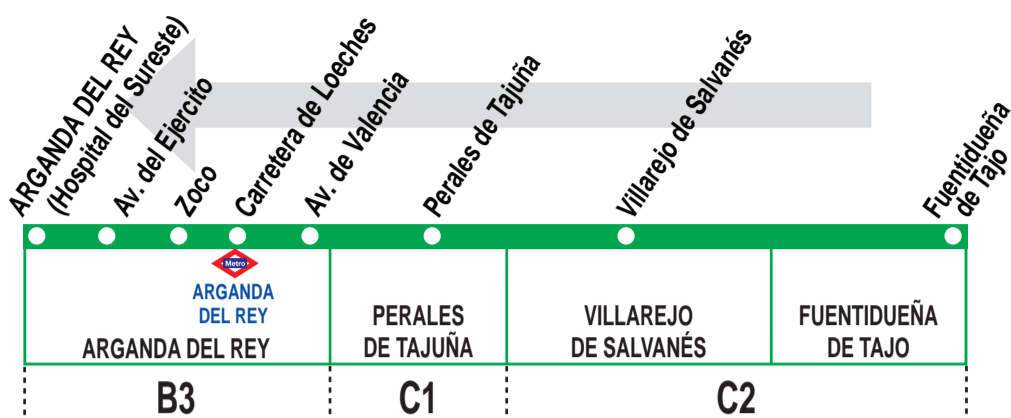 ARGANDA DEL REY
(Hospital del Sureste)
Av. del Ejercito
Zoco
Carretera de Loeches
Av. de Valencia
Perales de Tajuña
Villarejo de Salvanés
Fuentidueña
de Tajo
Metro
ARGANDA
DEL REY
ARGANDA DEL REY
PERALES
DE TAJUÑA
VILLAREJO
DE SALVANÉS
FUENTIDUEÑA
DE TAJO
B3
C1
C2